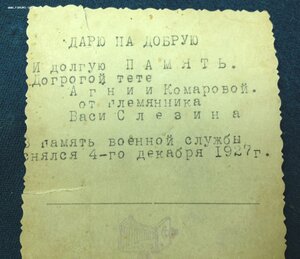 ДАРЮ НА ДОБРУЮ
И долгую ПАМЯТЬ.
Догрогой тете
Агнии Комаровой.
от племянника
Васи Слезина
В память военной службы
снялся 4-го декабря 1927г.